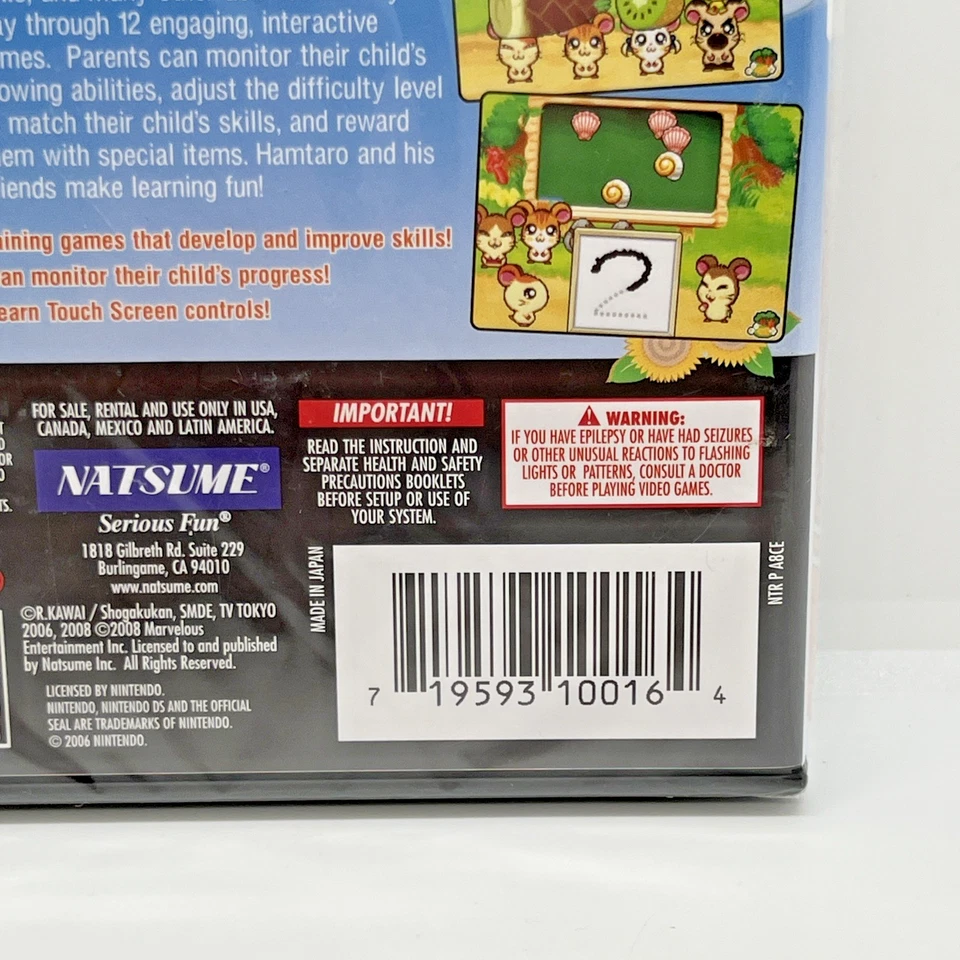 ay through 12 engaging, interactive
mes. Parents can monitor their child's
owing abilities, adjust the difficulty level
match their child's skills, and reward
em with special items. Hamtaro and his
iends make learning fun!
ining games that develop and improve skills!
an monitor their child's progress!
earn Touch Screen controls!
2
FOR SALE, RENTAL AND USE ONLY IN USA,
CANADA, MEXICO AND LATIN AMERICA.
NATSUME®
Serious Fun®
1818 Gilbreth Rd. Suite 229
Burlingame, CA 94010
www.natsume.com
©R.KAWAI / Shogakukan, SMDE, TV TOKYO
2006, 2008 ©2008 Marvelous
Entertainment Inc. Licensed to and published
by Natsume Inc. All Rights Reserved.
LICENSED BY NINTENDO.
NINTENDO, NINTENDO DS AND THE OFFICIAL
SEAL ARE TRADEMARKS OF NINTENDO.
© 2006 NINTENDO.
IMPORTANT!
READ THE INSTRUCTION AND
SEPARATE HEALTH AND SAFETY
PRECAUTIONS BOOKLETS
BEFORE SETUP OR USE OF
YOUR SYSTEM.
WARNING:
IF YOU HAVE EPILEPSY OR HAVE HAD SEIZURES
OR OTHER UNUSUAL REACTIONS TO FLASHING
LIGHTS OR PATTERNS, CONSULT A DOCTOR
BEFORE PLAYING VIDEO GAMES.
MADE IN JAPAN
NTR P A8CE
7 19593 10016 4